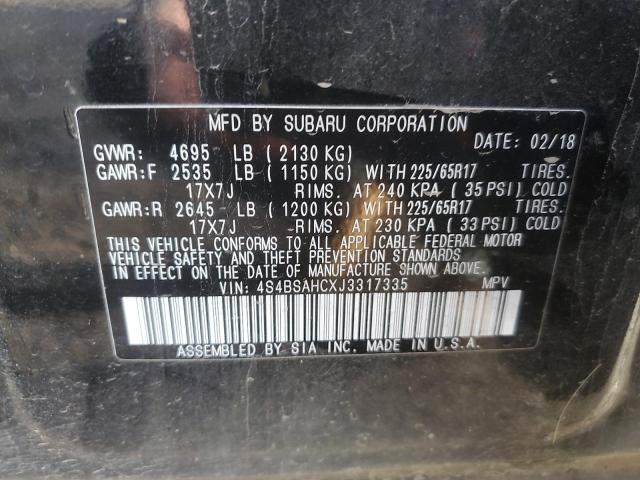 MFD BY SUBARU CORPORATION
DATE: 02/18
GVWR: 4695 LB ( 2130 KG)
GAWR:F 2535 LB ( 1150 KG) WITH 225/65R17 TIRES.
17X7J RIMS. AT 240 KPA ( 35 PSI) COLD
GAWR:R 2645 LB ( 1200 KG) WITH 225/65R17 TIRES.
17X7J RIMS. AT 230 KPA ( 33 PSI) COLD
THIS VEHICLE CONFORMS TO ALL APPLICABLE FEDERAL MOTOR
VEHICLE SAFETY AND THEFT PREVENTION STANDARDS
IN EFFECT ON THE DATE OF MANUFACTURE SHOWN ABOVE.
VIN: 4S4BSAHCXJ3317335 MPV
ASSEMBLED BY SIA INC. MADE IN U.S.A.